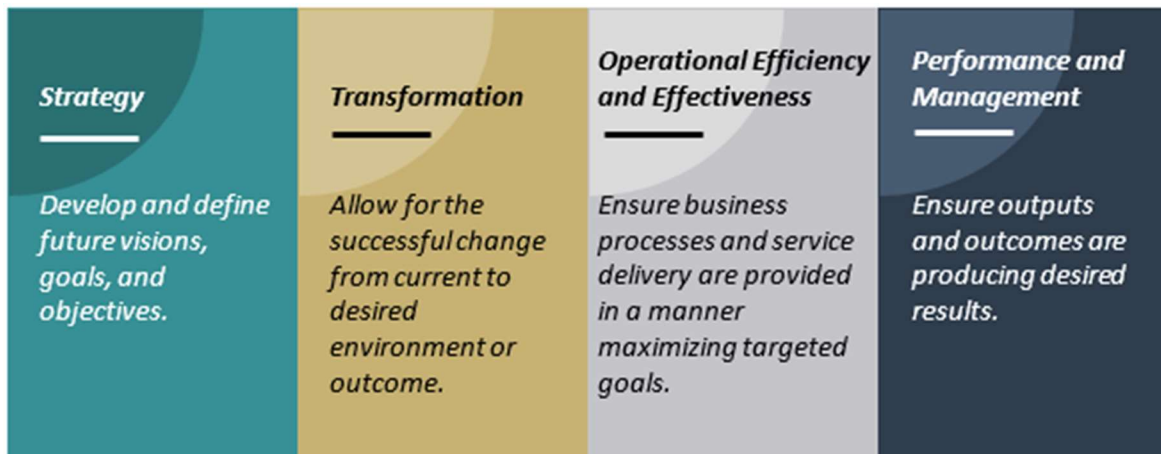 Strategy
Develop and define
future visions,
goals, and
objectives.
Transformation
Allow for the
successful change
from current to
desired
environment or
outcome.
Operational Efficiency
and Effectiveness
Ensure business
processes and service
delivery are provided
in a manner
maximizing targeted
goals.
Performance and
Management
Ensure outputs
and outcomes are
producing desired
results.